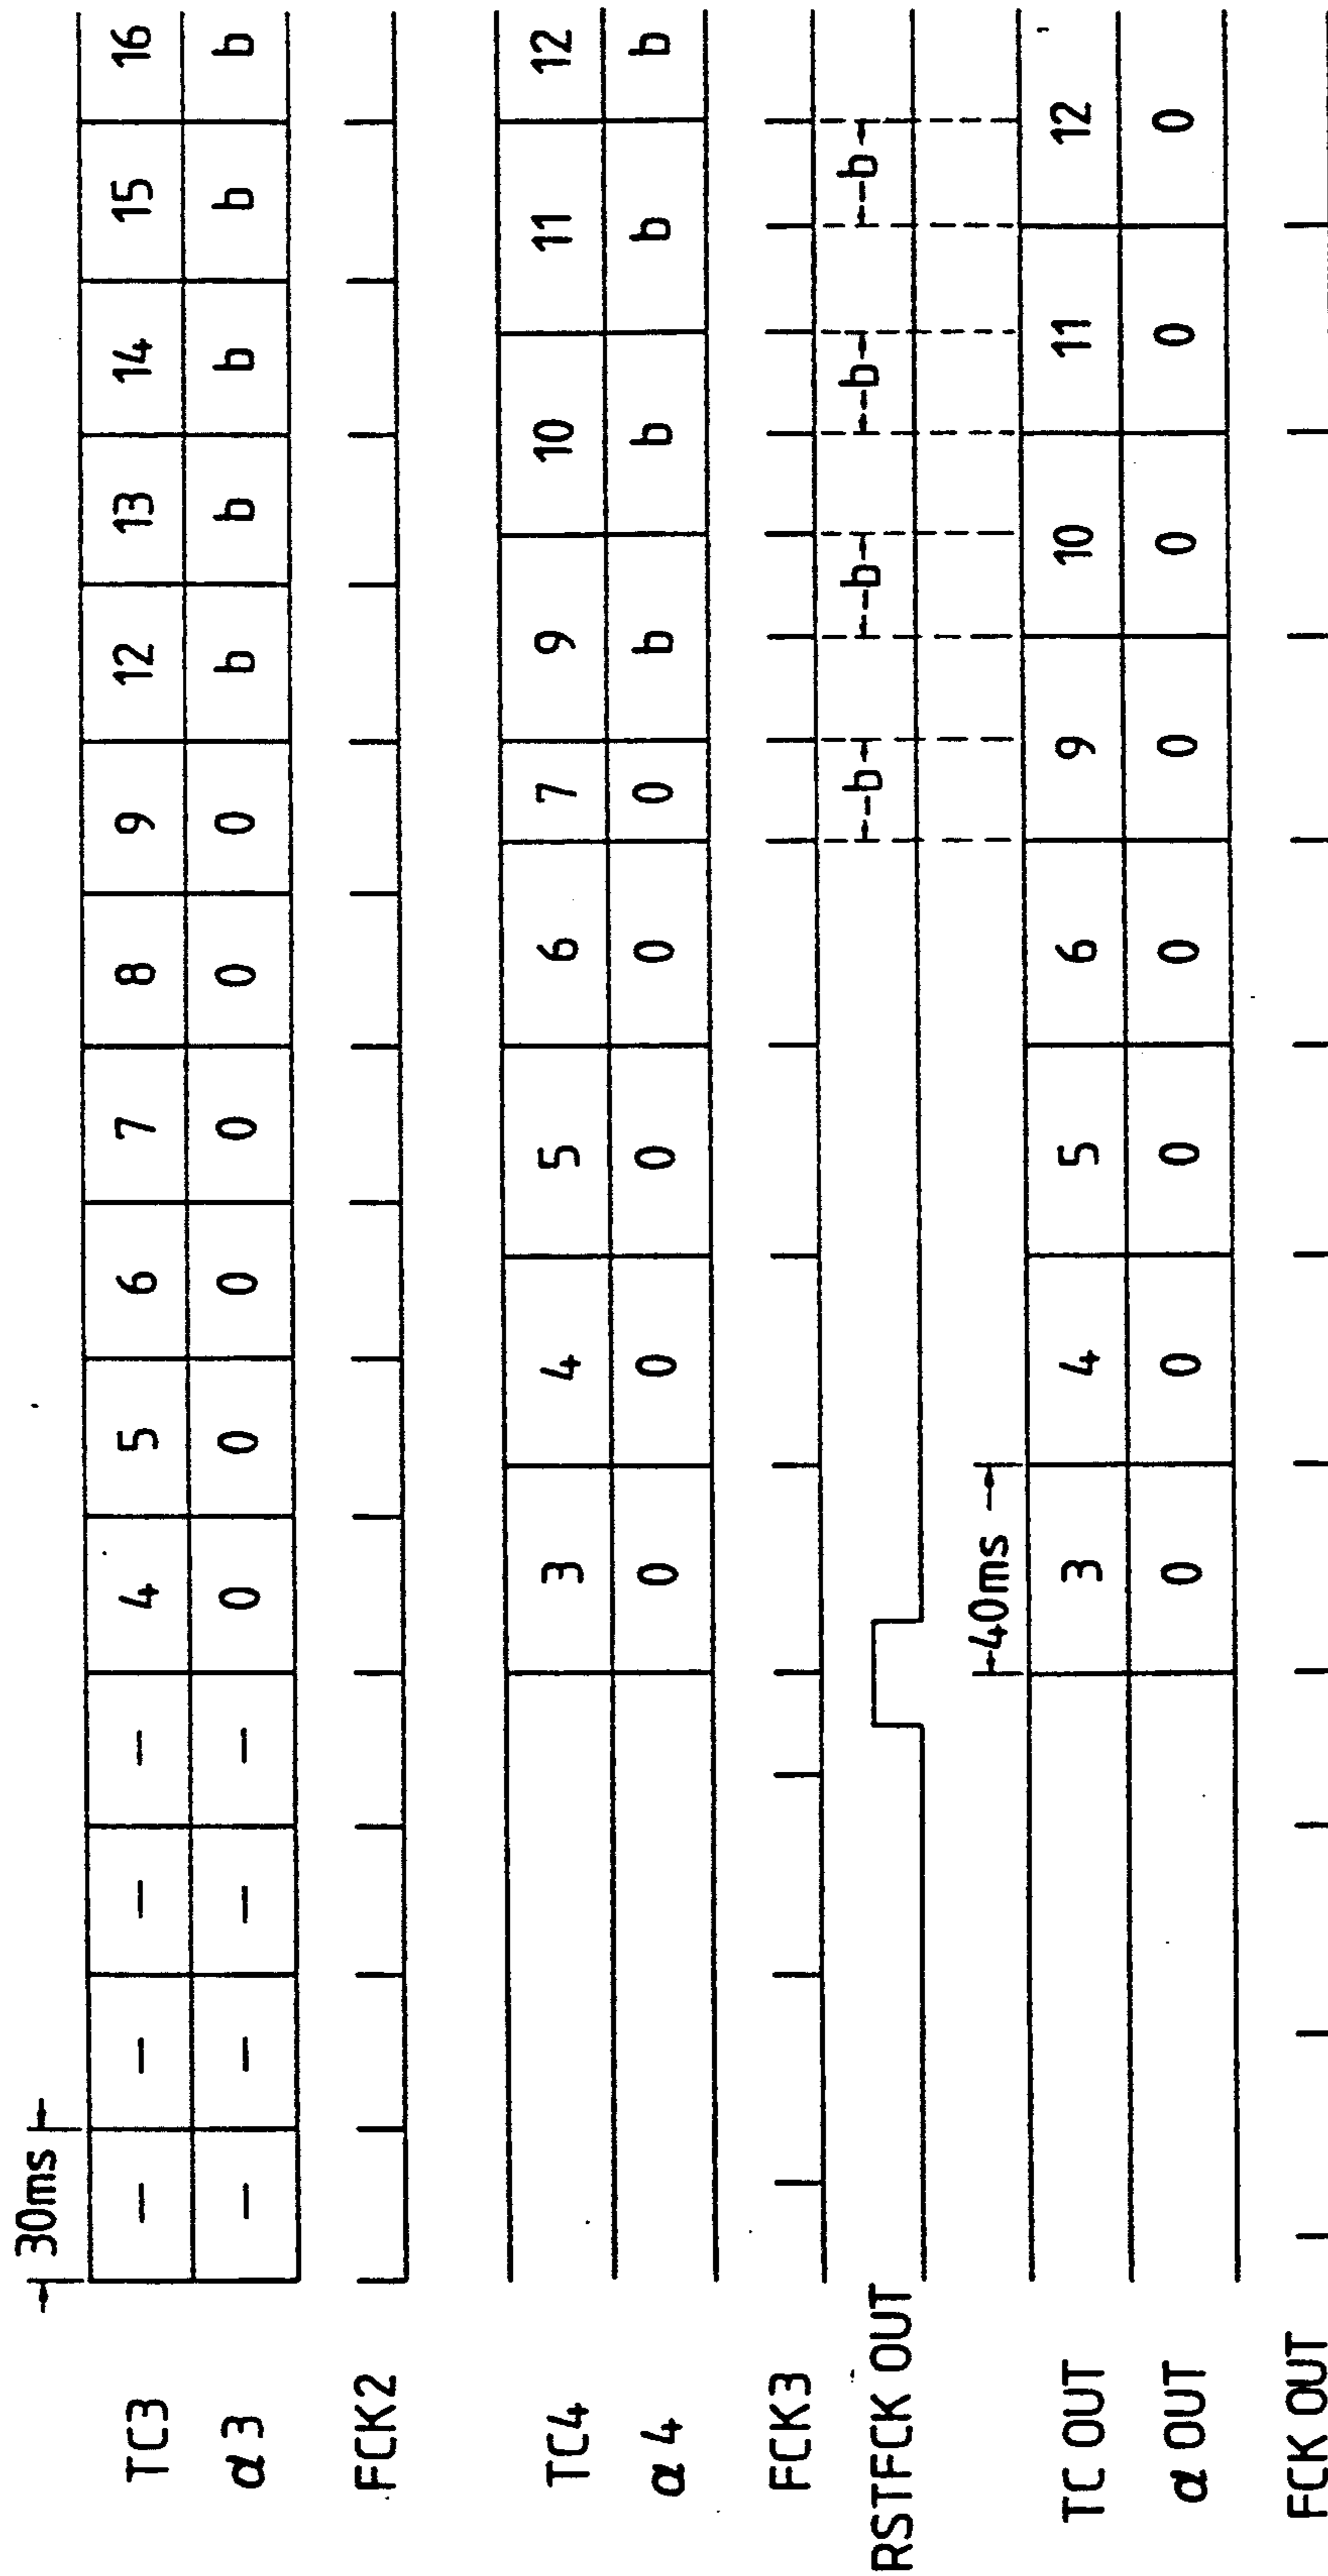 30ms
TC3 – – – – 4 5 6 7 8 9 12 13 14 15 16
α3 – – – – 0 0 0 0 0 0 b b b b b
FCK2
TC4 3 4 5 6 7 9 10 11 12
α4 0 0 0 0 0 b b b b
FCK3
b b b b
RSTFCK OUT
40ms
TC OUT 3 4 5 6 9 10 11 12
α OUT 0 0 0 0 0 0 0 0
FCK OUT